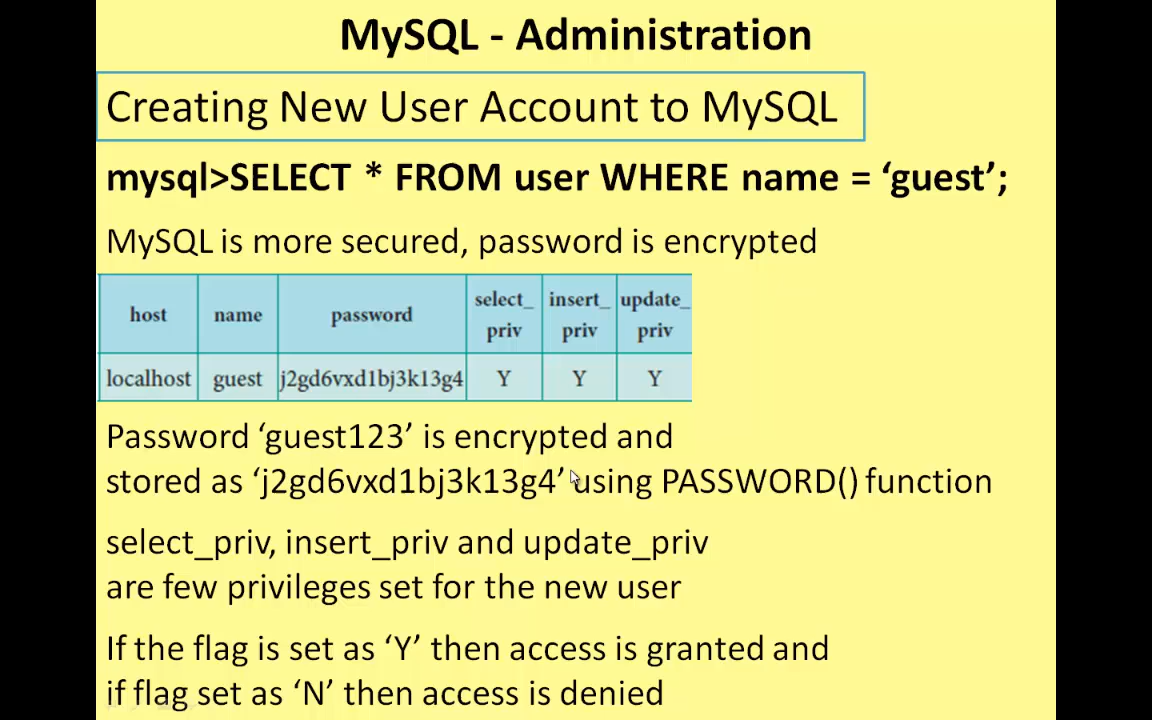 MySQL - Administration
Creating New User Account to MySQL
mysql>SELECT * FROM user WHERE name = ‘guest’;
MySQL is more secured, password is encrypted
host name password select_ priv insert_ priv update_ priv
localhost guest j2gd6vxd1bj3k13g4 Y Y Y
Password ‘guest123’ is encrypted and
stored as ‘j2gd6vxd1bj3k13g4’ using PASSWORD() function
select_priv, insert_priv and update_priv
are few privileges set for the new user
If the flag is set as ‘Y’ then access is granted and
if flag set as ‘N’ then access is denied